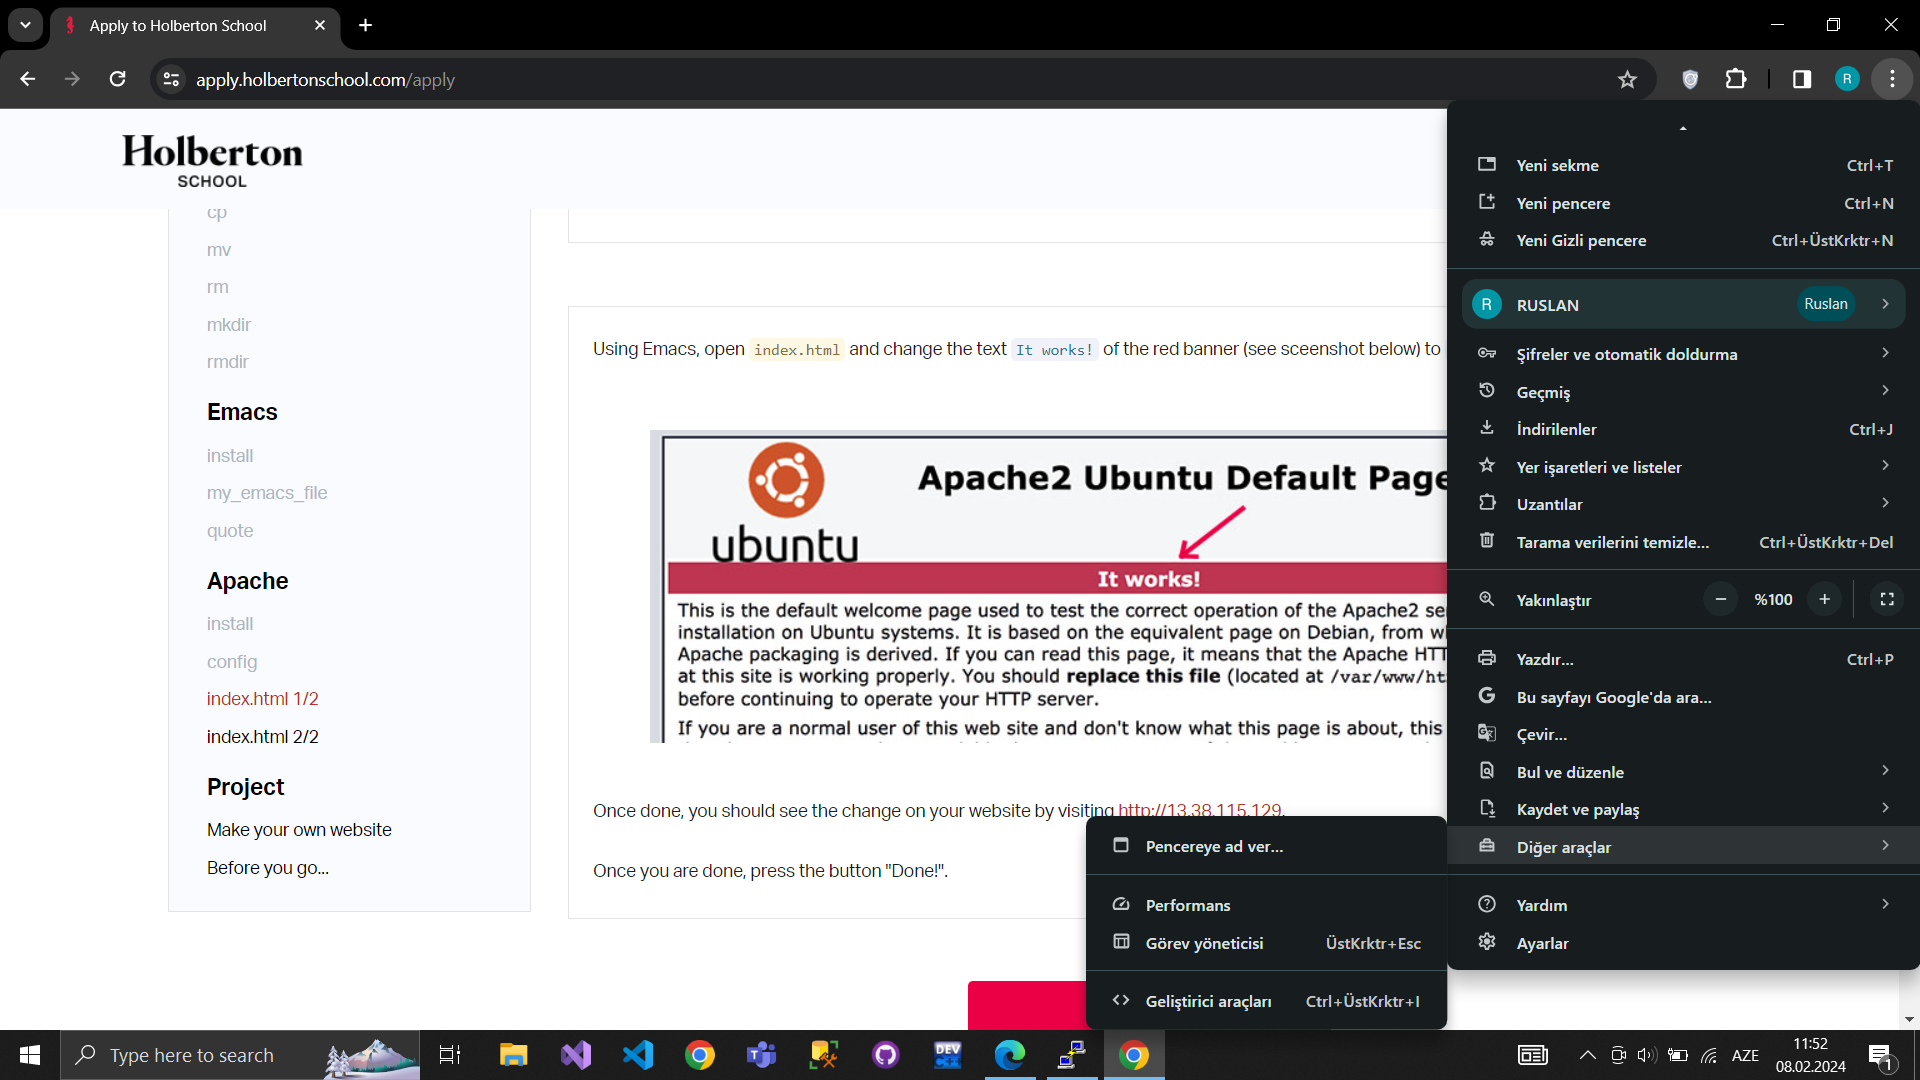 Apply to Holberton School
apply.holbertonschool.com/apply
R
Holberton
SCHOOL
cp
mv
rm
mkdir
rmdir
Emacs
install
my_emacs_file
quote
Apache
install
config
index.html 1/2
index.html 2/2
Project
Make your own website
Before you go...
Using Emacs, open index.html and change the text It works! of the red banner (see sceenshot below) to
ubuntu
Apache2 Ubuntu Default Page
It works!
This is the default welcome page used to test the correct operation of the Apache2
installation on Ubuntu systems. It is based on the equivalent page on Debian, from
Apache packaging is derived. If you can read this page, it means that the Apache
at this site is working properly. You should replace this file (located at
before continuing to operate your HTTP server.
If you are a normal user of this web site and don't know what this page is about, this
Once done, you should see the change on your website by visiting http://13.38.115.129.
Once you are done, press the button "Done!".
Yeni sekme Ctrl+T
Yeni pencere Ctrl+N
Yeni Gizli pencere Ctrl+ÜstKrktr+N
R RUSLAN Ruslan
Şifreler ve otomatik doldurma
Geçmiş
İndirilenler Ctrl+J
Yer işaretleri ve listeler
Uzantılar
Tarama verilerini temizle... Ctrl+ÜstKrktr+Del
Yakınlaştır − %100 +
Yazdır... Ctrl+P
Bu sayfayı Google'da ara...
Çevir...
Bul ve düzenle
Kaydet ve paylaş
Diğer araçlar
Yardım
Ayarlar
Pencereye ad ver...
Performans
Görev yöneticisi ÜstKrktr+Esc
Geliştirici araçları Ctrl+ÜstKrktr+I
Type here to search
DEV
AZE
11:52
08.02.2024
1